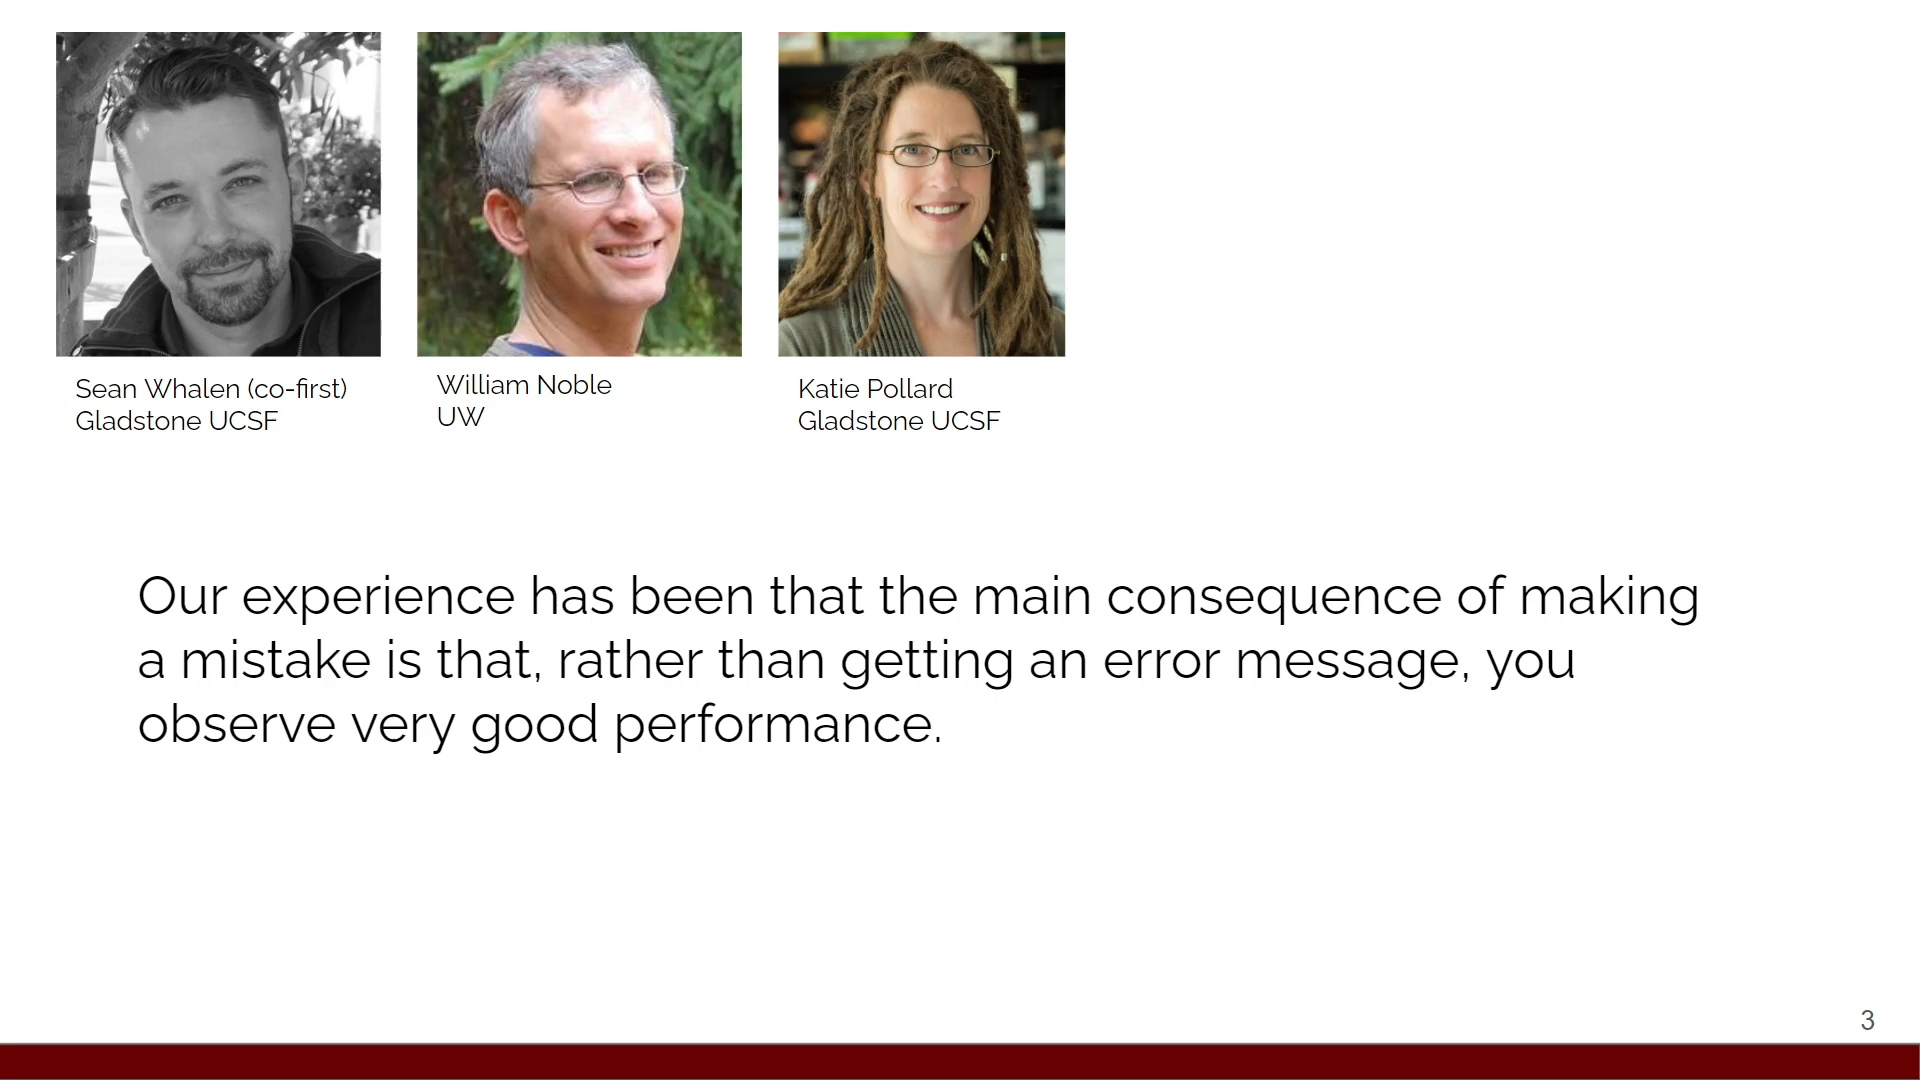 Sean Whalen (co-first)
Gladstone UCSF
William Noble
UW
Katie Pollard
Gladstone UCSF
Our experience has been that the main consequence of making
a mistake is that, rather than getting an error message, you
observe very good performance.
3